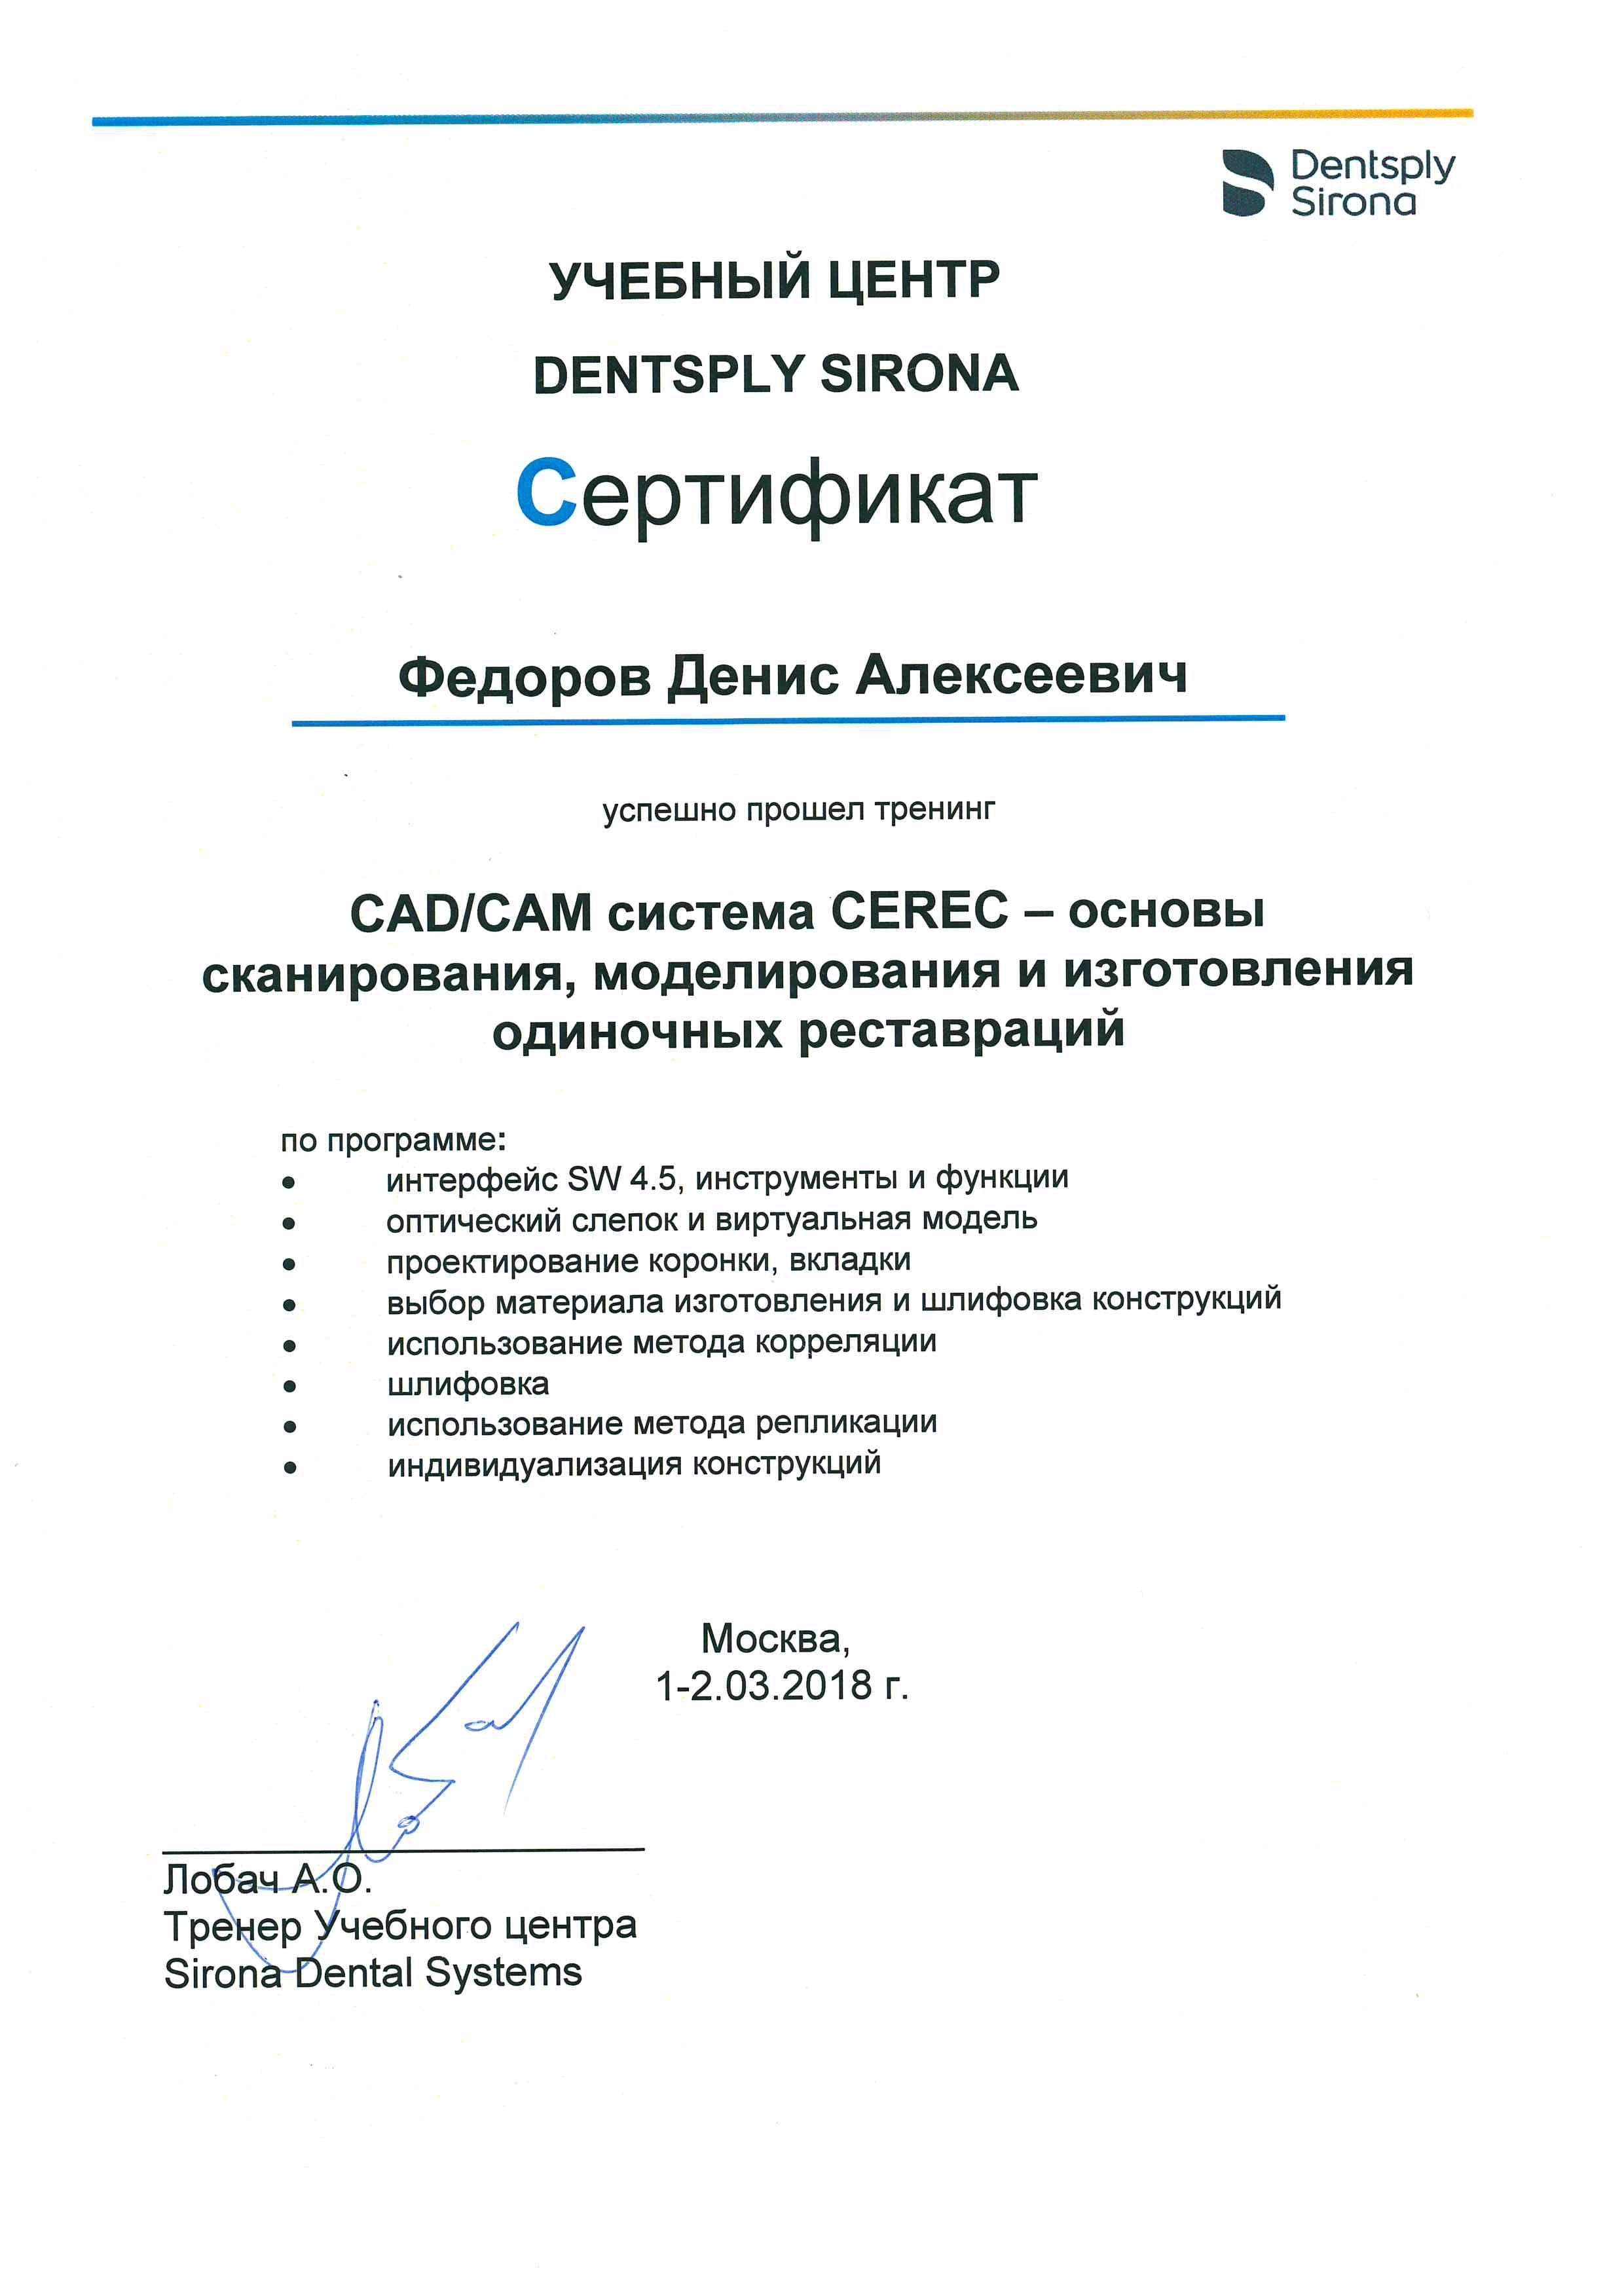 Dentsply
Sirona
УЧЕБНЫЙ ЦЕНТР
DENTSPLY SIRONA
Сертификат
Федоров Денис Алексеевич
успешно прошел тренинг
CAD/CAM система CEREC – основы
сканирования, моделирования и изготовления
одиночных реставраций
по программе:
• интерфейс SW 4.5, инструменты и функции
• оптический слепок и виртуальная модель
• проектирование коронки, вкладки
• выбор материала изготовления и шлифовка конструкций
• использование метода корреляции
• шлифовка
• использование метода репликации
• индивидуализация конструкций
Москва,
1-2.03.2018 г.
Лобач А.О.
Тренер Учебного центра
Sirona Dental Systems